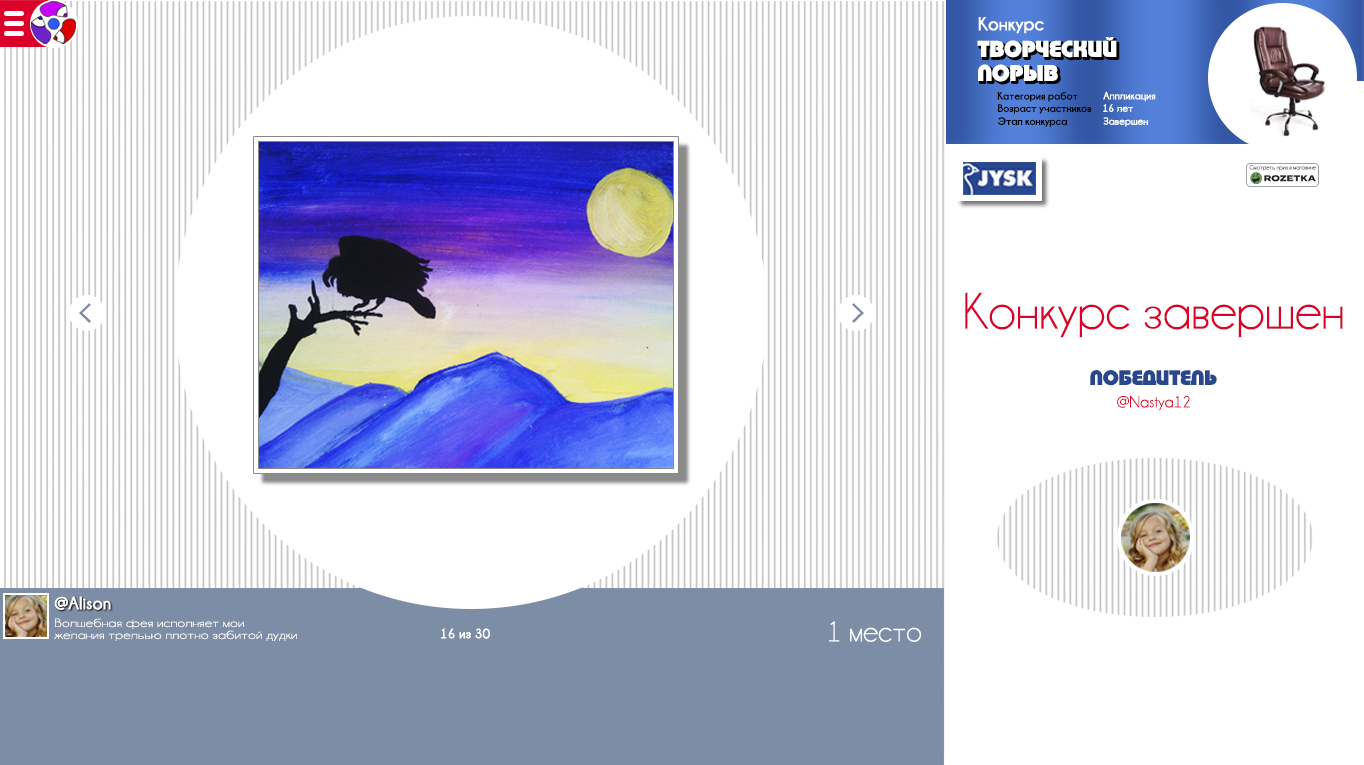 Конкурс
ТВОРЧЕСКИЙ
ПОРЫВ
Категория работ Аппликация
Возраст участников 16 лет
Этап конкурса Завершен
JYSK
Смотреть приз в магазине
ROZETKA
Конкурс завершен
ПОБЕДИТЕЛЬ
@Nastya12
@Alison
Волшебная фея исполняет мои
желания трелью плотно забитой дудки
16 из 30
1 место